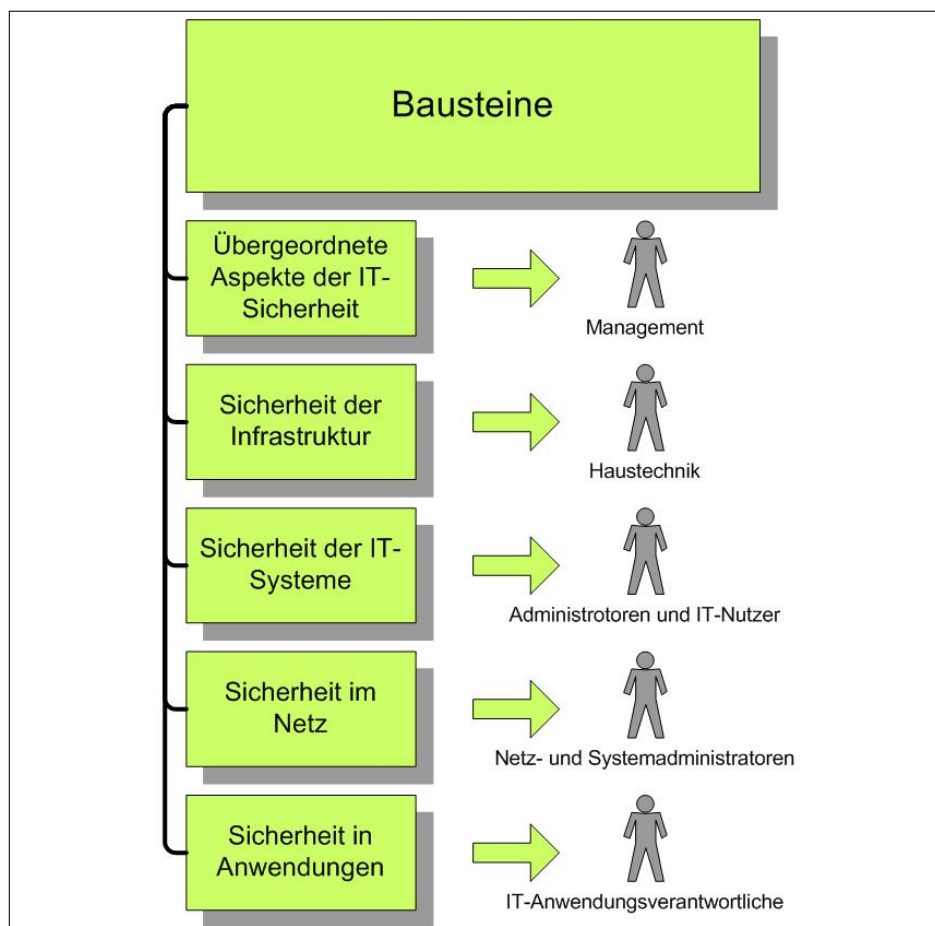 Bausteine
Übergeordnete
Aspekte der IT-
Sicherheit
Management
Sicherheit der
Infrastruktur
Haustechnik
Sicherheit der IT-
Systeme
Administrotoren und IT-Nutzer
Sicherheit im
Netz
Netz- und Systemadministratoren
Sicherheit in
Anwendungen
IT-Anwendungsverantwortliche